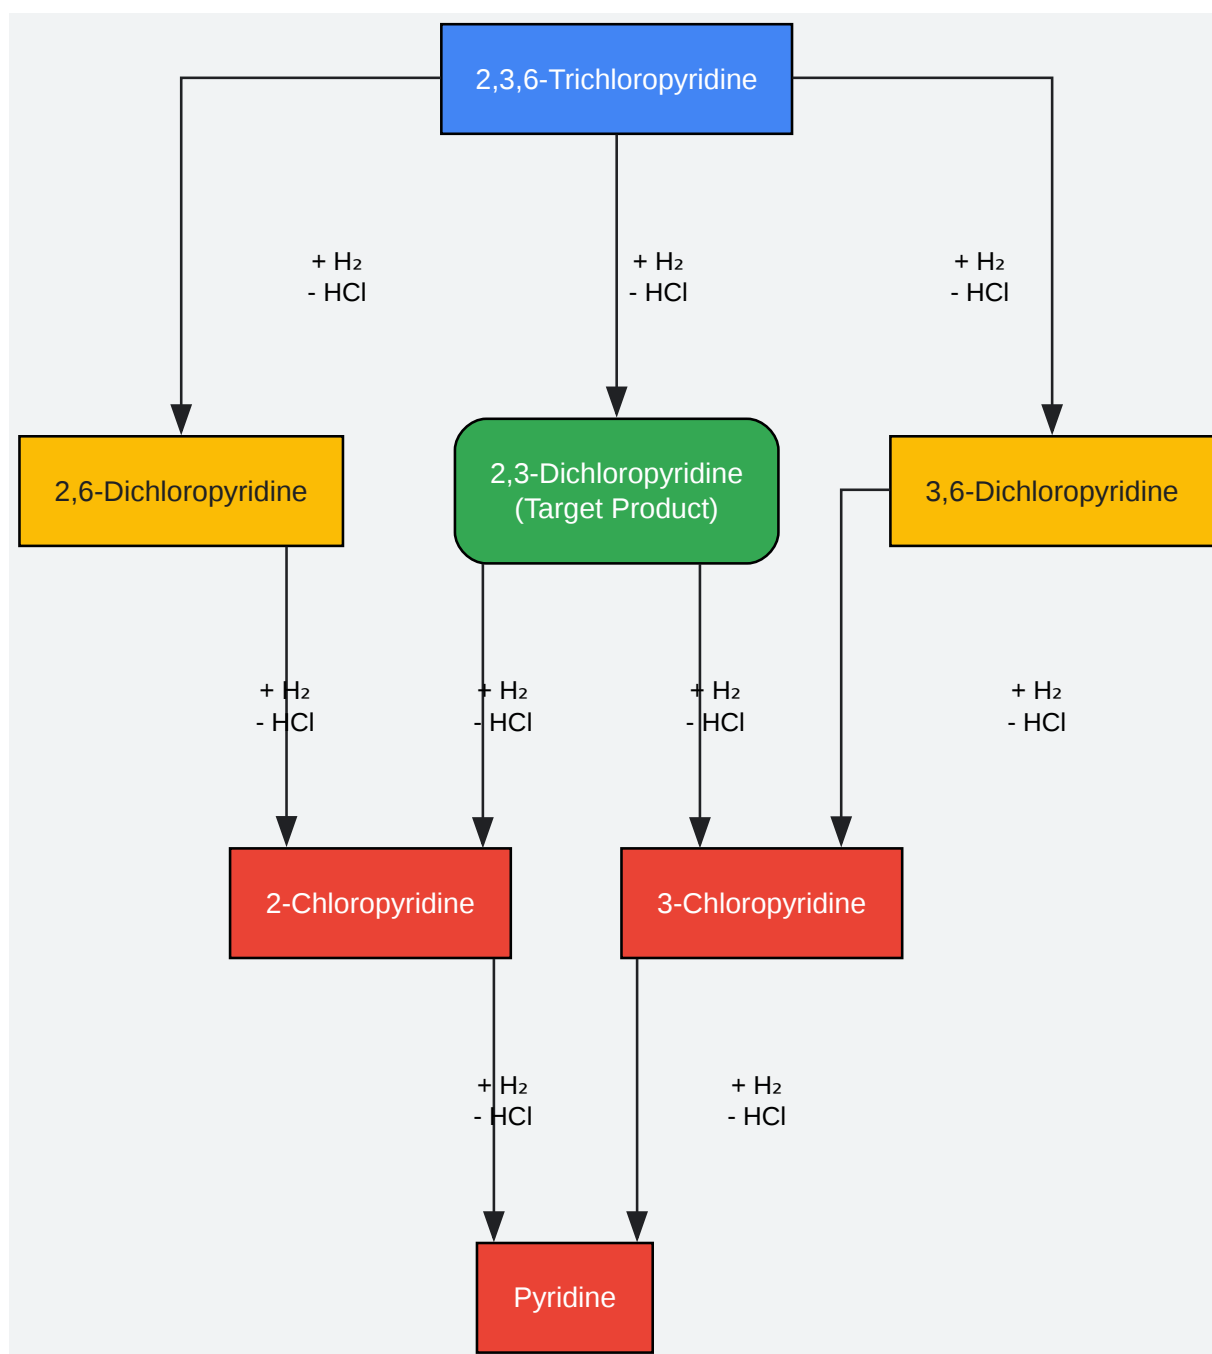 2,3,6-Trichloropyridine
+ H₂
- HCl
+ H₂
- HCl
+ H₂
- HCl
2,6-Dichloropyridine
2,3-Dichloropyridine
(Target Product)
3,6-Dichloropyridine
+ H₂
- HCl
+ H₂
- HCl
+ H₂
- HCl
+ H₂
- HCl
2-Chloropyridine
3-Chloropyridine
+ H₂
- HCl
+ H₂
- HCl
Pyridine